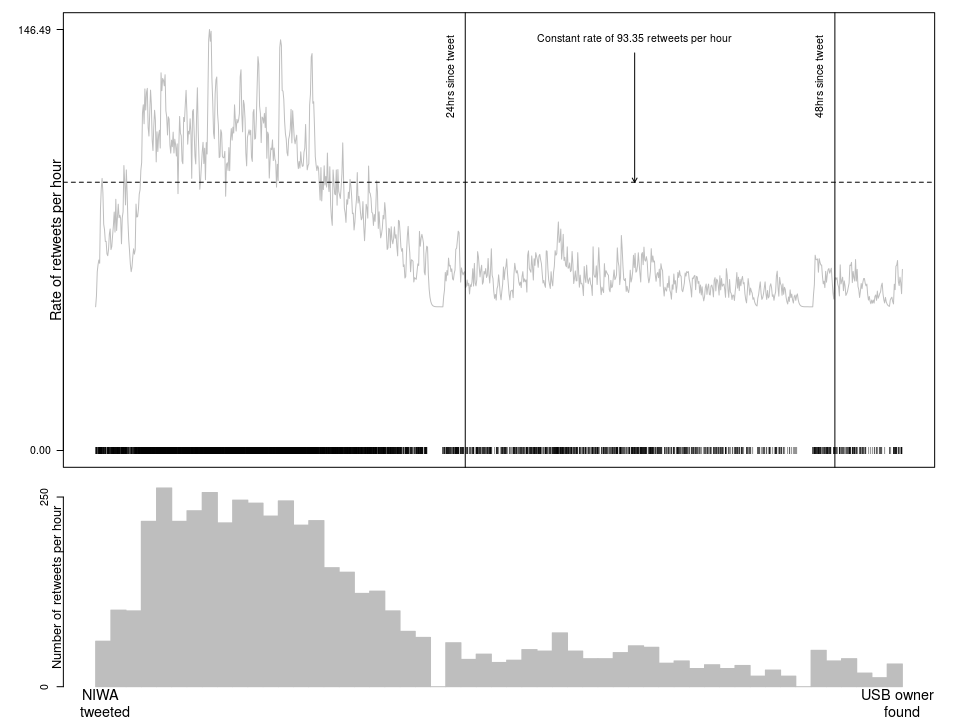 146.49
Constant rate of 93.35 retweets per hour
24hrs since tweet
48hrs since tweet
Rate of retweets per hour
0.00
250
Number of retweets per hour
0
NIWA
tweeted
USB owner
found